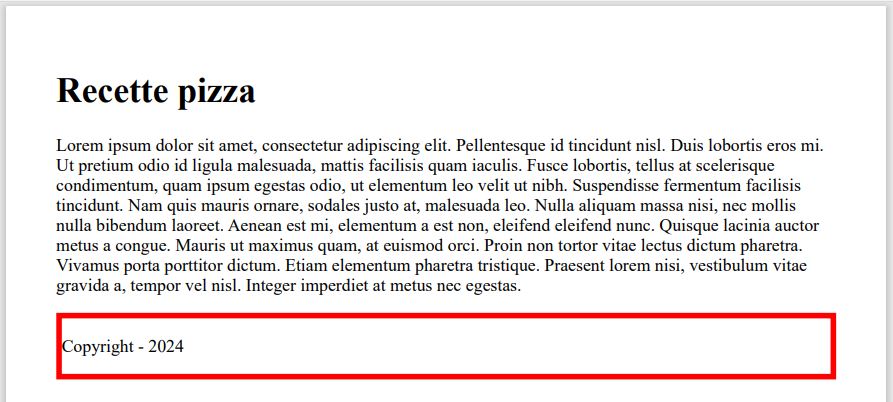 Recette pizza
Lorem ipsum dolor sit amet, consectetur adipiscing elit. Pellentesque id tincidunt nisl. Duis lobortis eros mi.
Ut pretium odio id ligula malesuada, mattis facilisis quam iaculis. Fusce lobortis, tellus at scelerisque
condimentum, quam ipsum egestas odio, ut elementum leo velit ut nibh. Suspendisse fermentum facilisis
tincidunt. Nam quis mauris ornare, sodales justo at, malesuada leo. Nulla aliquam massa nisi, nec mollis
nulla bibendum laoreet. Aenean est mi, elementum a est non, eleifend eleifend nunc. Quisque lacinia auctor
metus a congue. Mauris ut maximus quam, at euismod orci. Proin non tortor vitae lectus dictum pharetra.
Vivamus porta porttitor dictum. Etiam elementum pharetra tristique. Praesent lorem nisi, vestibulum vitae
gravida a, tempor vel nisl. Integer imperdiet at metus nec egestas.
Copyright - 2024